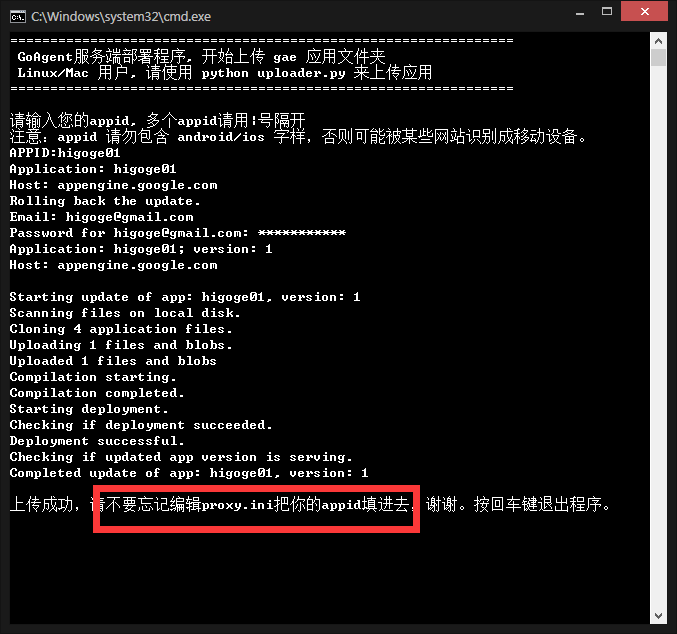 C:\Windows\system32\cmd.exe
===============================================================
GoAgent服务端部署程序, 开始上传 gae 应用文件夹
Linux/Mac 用户, 请使用 python uploader.py 来上传应用
===============================================================
请输入您的appid, 多个appid请用|号隔开
注意：appid 请勿包含 android/ios 字样，否则可能被某些网站识别成移动设备。
APPID:higoge01
Application: higoge01
Host: appengine.google.com
Rolling back the update.
Email: higoge@gmail.com
Password for higoge@gmail.com: ***********
Application: higoge01; version: 1
Host: appengine.google.com
Starting update of app: higoge01, version: 1
Scanning files on local disk.
Cloning 4 application files.
Uploading 1 files and blobs.
Uploaded 1 files and blobs
Compilation starting.
Compilation completed.
Starting deployment.
Checking if deployment succeeded.
Deployment successful.
Checking if updated app version is serving.
Completed update of app: higoge01, version: 1
上传成功，请不要忘记编辑proxy.ini把你的appid填进去，谢谢。按回车键退出程序。